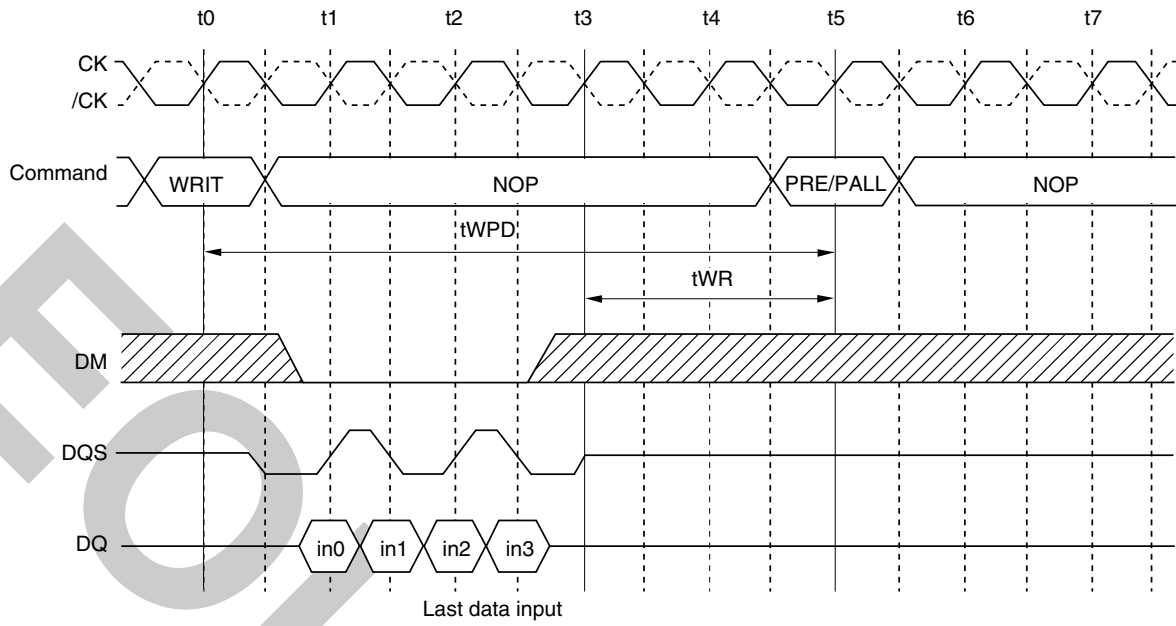 t0 t1 t2 t3 t4 t5 t6 t7
CK
/CK
Command WRIT NOP PRE/PALL NOP
tWPD
tWR
DM
DQS
DQ in0 in1 in2 in3
Last data input